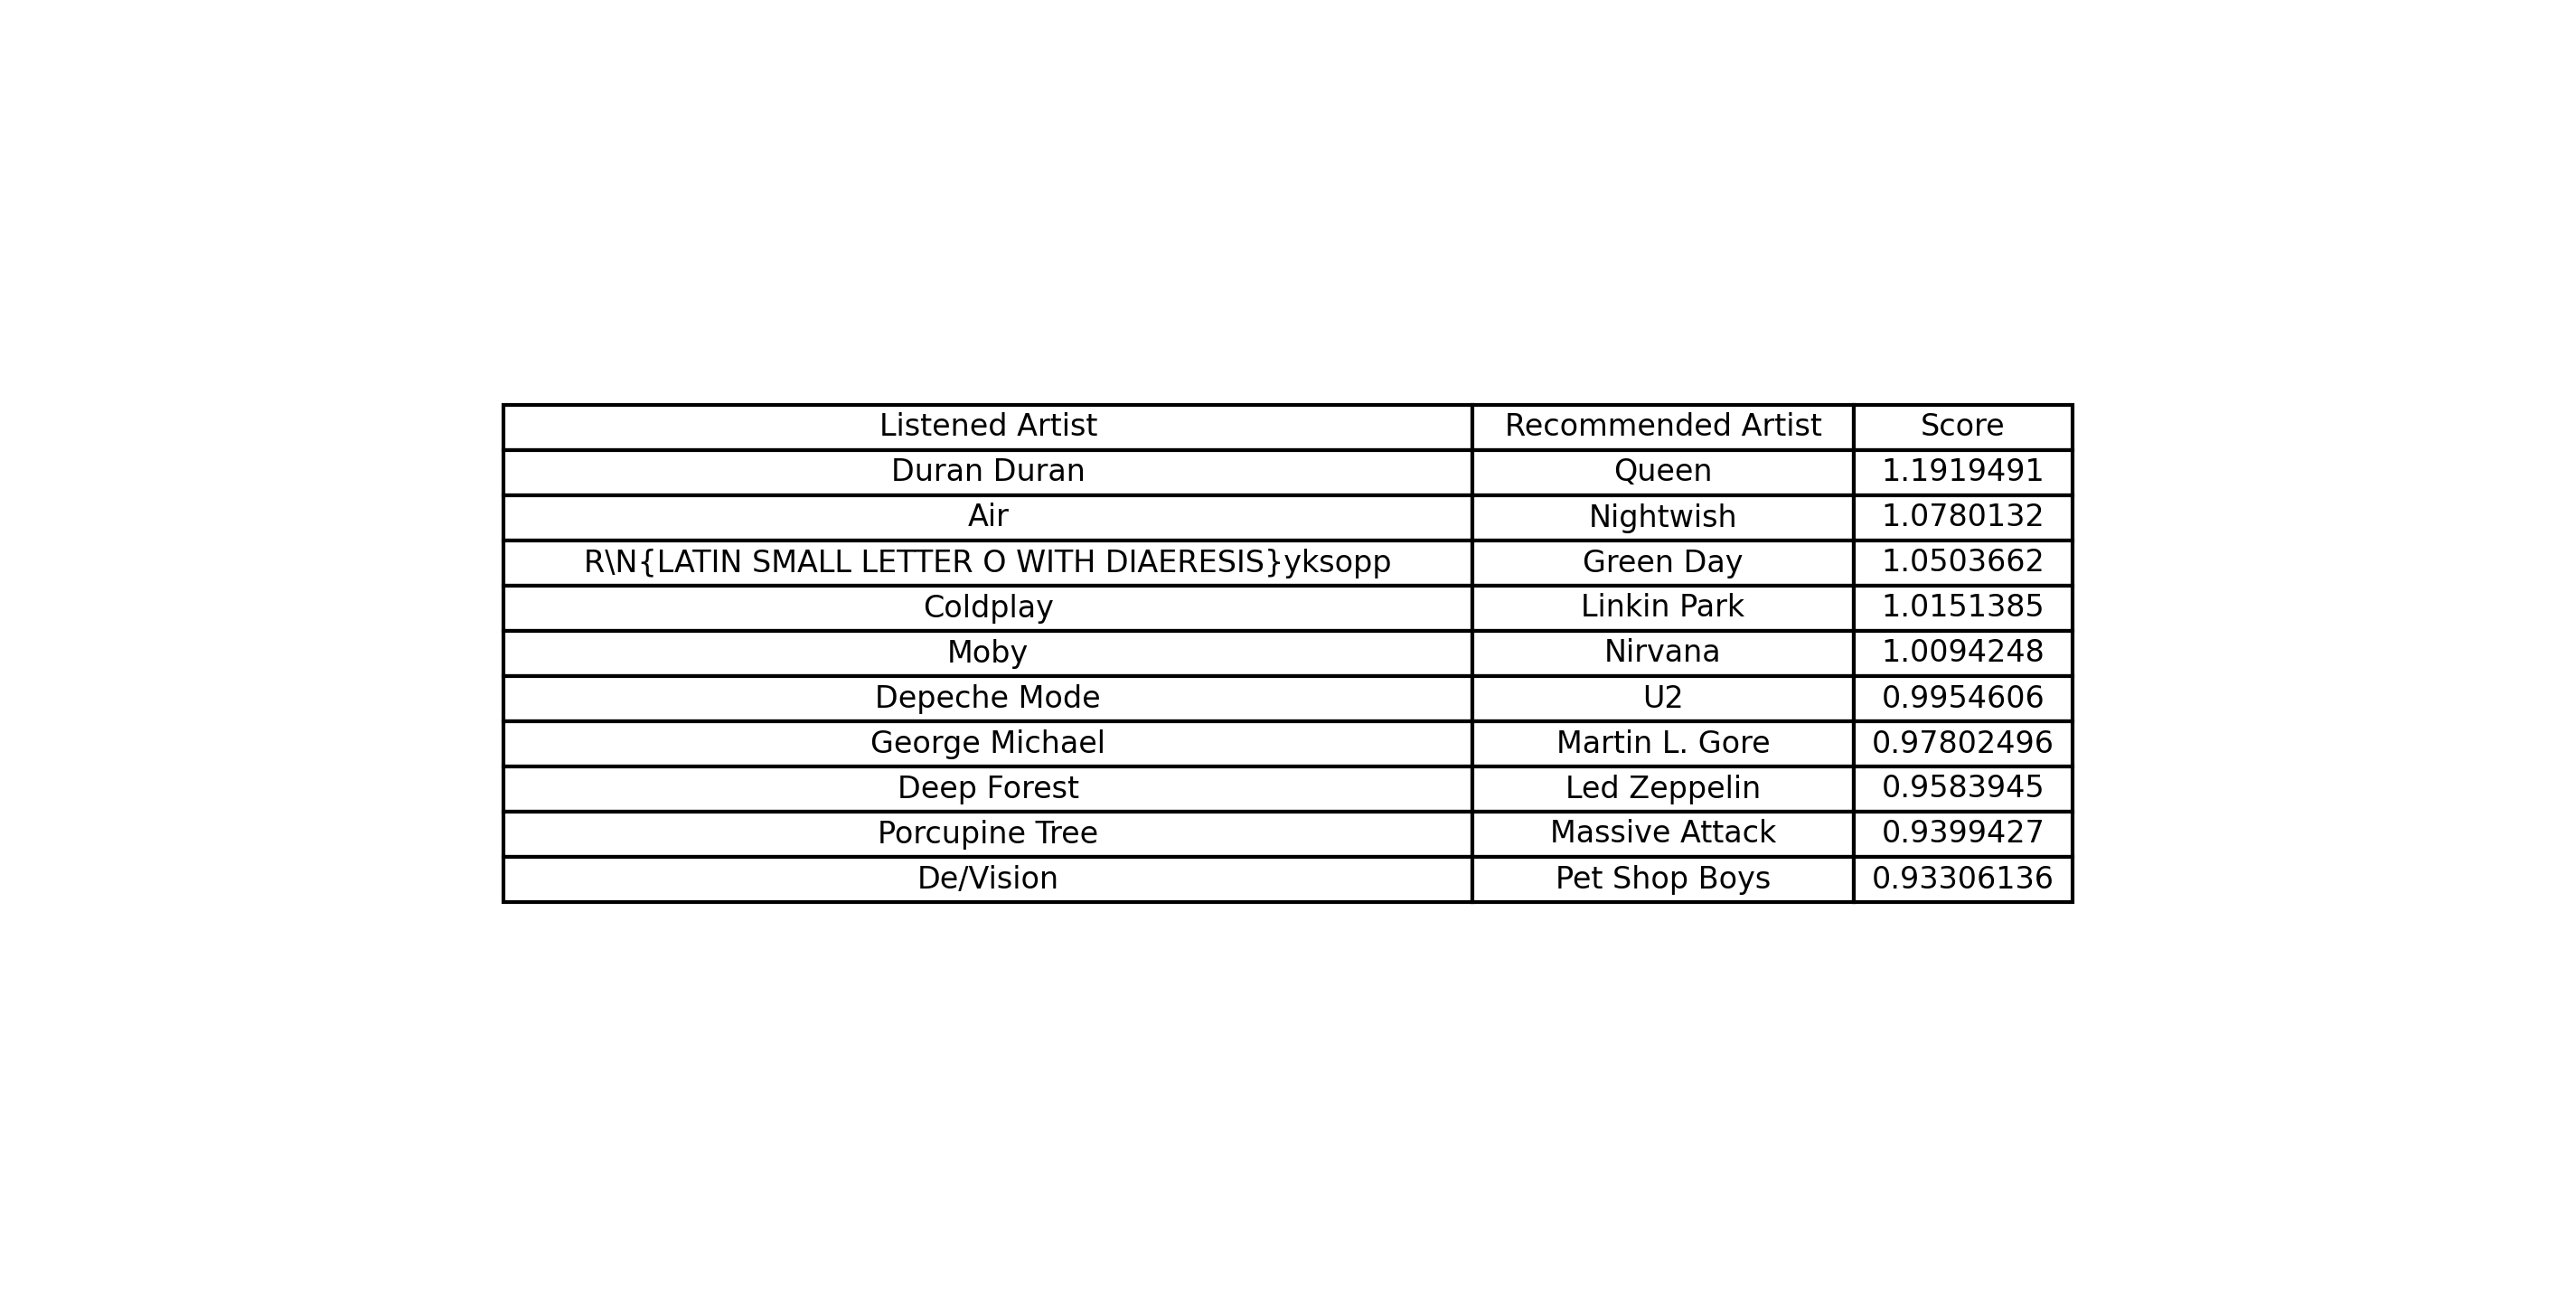 Listened Artist Recommended Artist Score
Duran Duran Queen 1.1919491
Air Nightwish 1.0780132
R\N{LATIN SMALL LETTER O WITH DIAERESIS}yksopp Green Day 1.0503662
Coldplay Linkin Park 1.0151385
Moby Nirvana 1.0094248
Depeche Mode U2 0.9954606
George Michael Martin L. Gore 0.97802496
Deep Forest Led Zeppelin 0.9583945
Porcupine Tree Massive Attack 0.9399427
De/Vision Pet Shop Boys 0.93306136